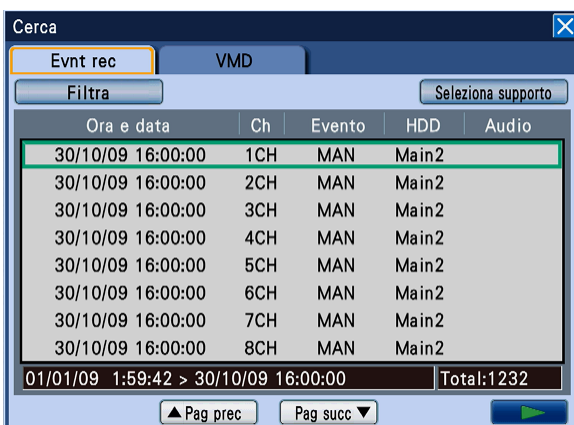 Cerca
Evnt rec VMD
Filtra Seleziona supporto
Ora e data Ch Evento HDD Audio
30/10/09 16:00:00 1CH MAN Main2
30/10/09 16:00:00 2CH MAN Main2
30/10/09 16:00:00 3CH MAN Main2
30/10/09 16:00:00 4CH MAN Main2
30/10/09 16:00:00 5CH MAN Main2
30/10/09 16:00:00 6CH MAN Main2
30/10/09 16:00:00 7CH MAN Main2
30/10/09 16:00:00 8CH MAN Main2
01/01/09 1:59:42 > 30/10/09 16:00:00 Total:1232
▲ Pag prec Pag succ ▼